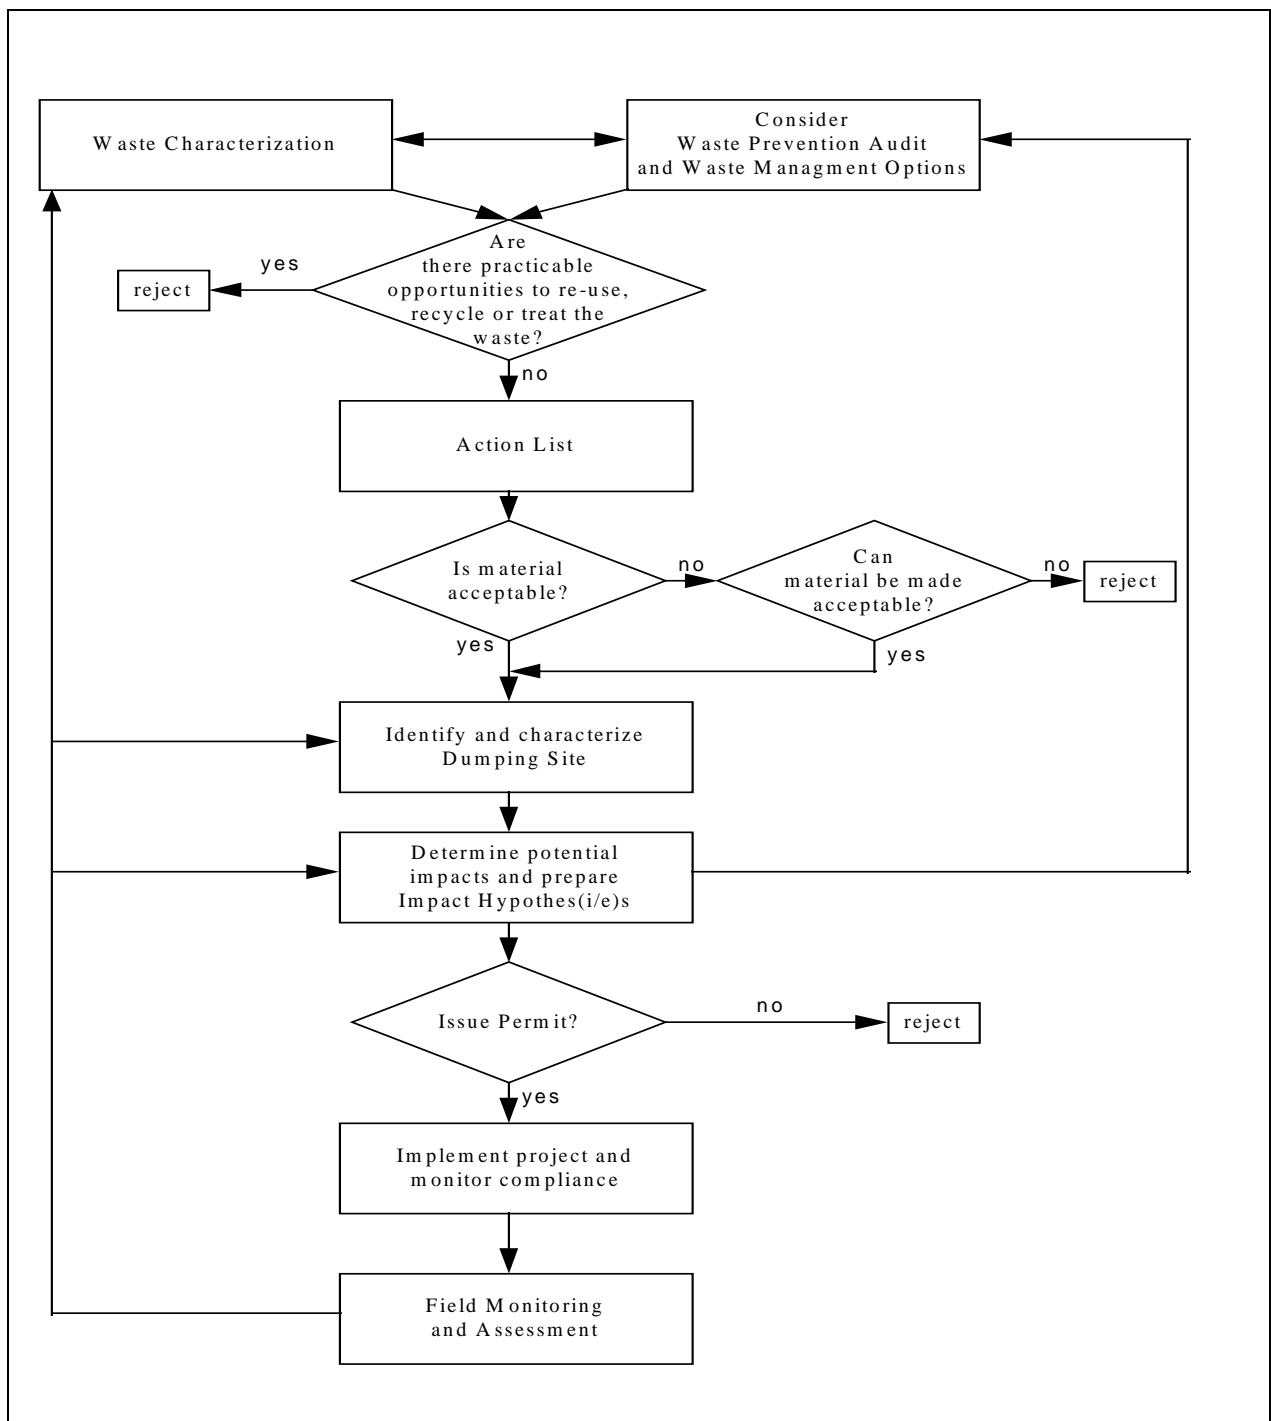 Waste Characterization
Consider
Waste Prevention Audit
and Waste Managment Options
Are
there practicable
opportunities to re-use,
recycle or treat the
waste?
yes
reject
no
Action List
Is material
acceptable?
no
Can
material be made
acceptable?
no
reject
yes
yes
Identify and characterize
Dumping Site
Determine potential
impacts and prepare
Impact Hypothes(i/e)s
Issue Permit?
no
reject
yes
Implement project and
monitor compliance
Field Monitoring
and Assessment